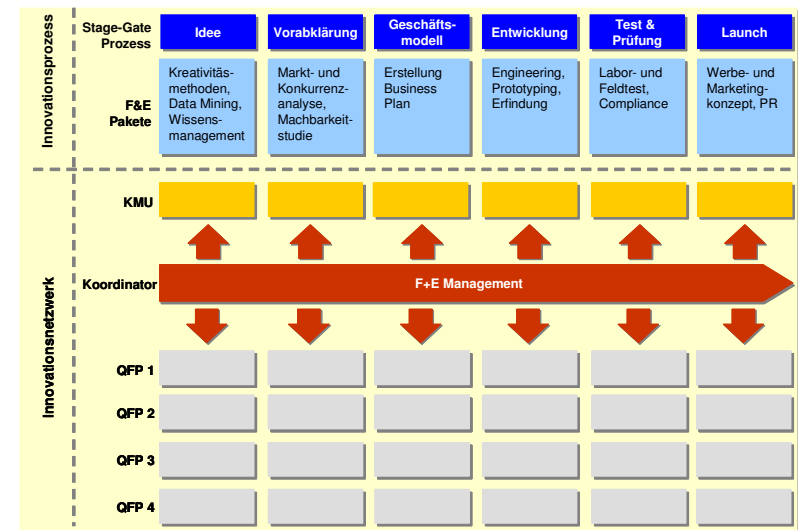 Innovationsprozess
Stage-Gate
Prozess
Idee
Vorabklärung
Geschäfts-
modell
Entwicklung
Test &
Prüfung
Launch
F&E
Pakete
Kreativitäs-
methoden,
Data Mining,
Wissens-
management
Markt- und
Konkurrenz-
analyse,
Machbarkeit-
studie
Erstellung
Business
Plan
Engineering,
Prototyping,
Erfindung
Labor- und
Feldtest,
Compliance
Werbe- und
Marketing-
konzept, PR
Innovationsnetzwerk
KMU
Koordinator
F+E Management
QFP 1
QFP 2
QFP 3
QFP 4